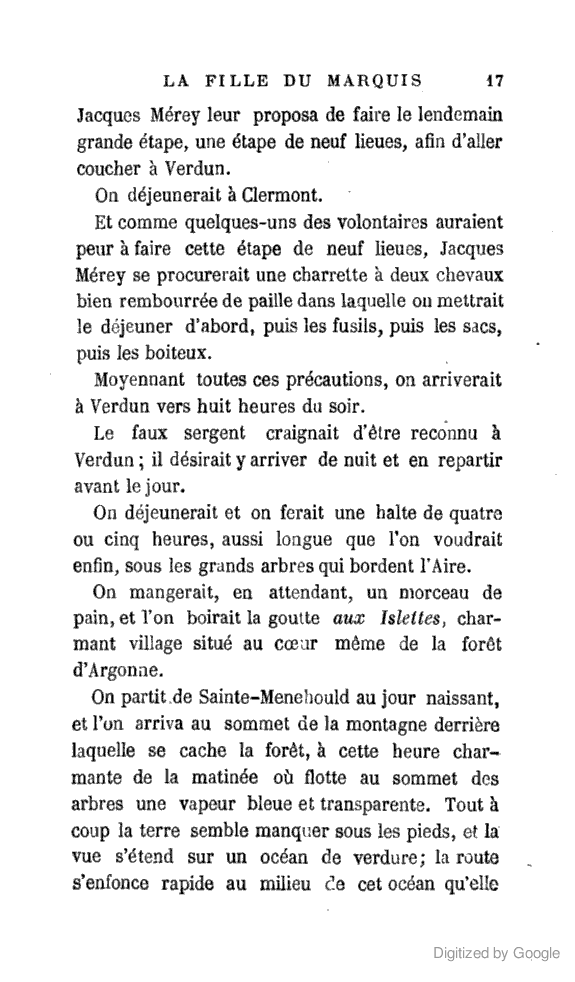 LA FILLE DU MARQUIS 17
Jacques Mérey leur proposa de faire le lendemain
grande étape, une étape de neuf lieues, afin d'aller
coucher à Verdun.
On déjeunerait à Clermont.
Et comme quelques-uns des volontaires auraient
peur à faire cette étape de neuf lieues, Jacques
Mérey se procurerait une charrette à deux chevaux
bien rembourrée de paille dans laquelle on mettrait
le déjeuner d'abord, puis les fusils, puis les sacs,
puis les boiteux.
Moyennant toutes ces précautions, on arriverait
à Verdun vers huit heures du soir.
Le faux sergent craignait d'être reconnu à
Verdun ; il désirait y arriver de nuit et en repartir
avant le jour.
On déjeunerait et on ferait une halte de quatre
ou cinq heures, aussi longue que l'on voudrait
enfin, sous les grands arbres qui bordent l'Aire.
On mangerait, en attendant, un morceau de
pain, et l'on boirait la goutte aux Islettes, char-
mant village situé au cœur même de la forêt
d'Argonne.
On partit de Sainte-Menehould au jour naissant,
et l'on arriva au sommet de la montagne derrière
laquelle se cache la forêt, à cette heure char-
mante de la matinée où flotte au sommet des
arbres une vapeur bleue et transparente. Tout à
coup la terre semble manquer sous les pieds, et la
vue s'étend sur un océan de verdure; la route
s'enfonce rapide au milieu de cet océan qu'elle
Digitized by Google